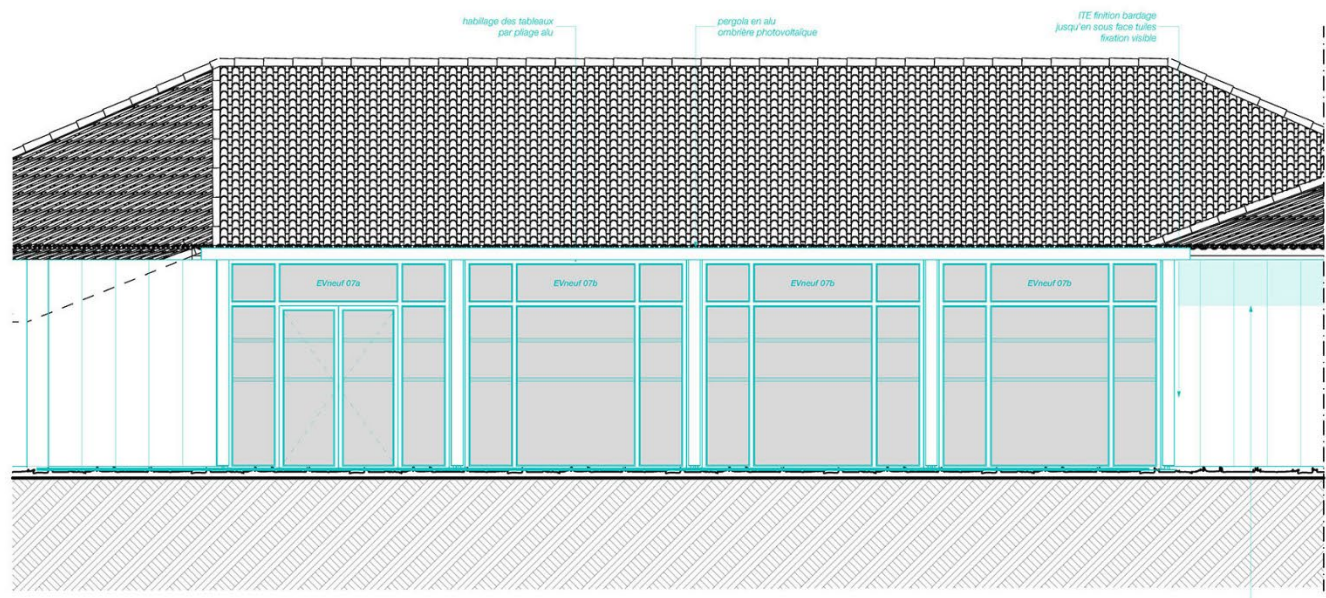 habillage des tableaux
par pliage alu
pergola en alu
ombrière photovoltaïque
ITE finition bardage
jusqu'en sous face tuiles
fixation visible
EVneuf 07a
EVneuf 07b
EVneuf 07b
EVneuf 07b